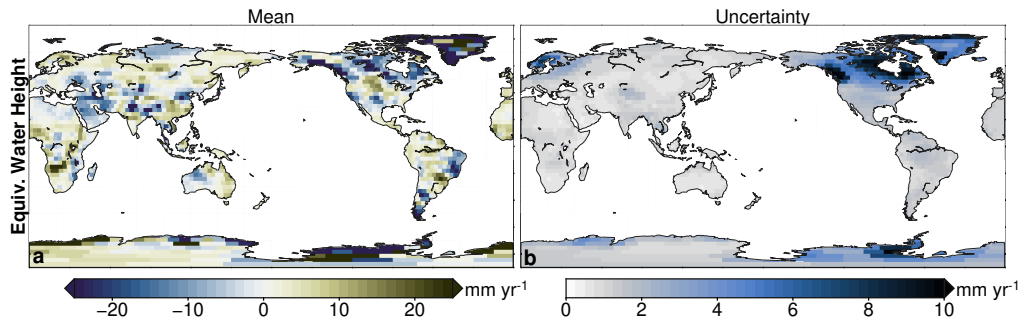 Mean
Uncertainty
Equiv. Water Height
a
b
−20 −10 0 10 20 mm yr⁻¹
0 2 4 6 8 10 mm yr⁻¹